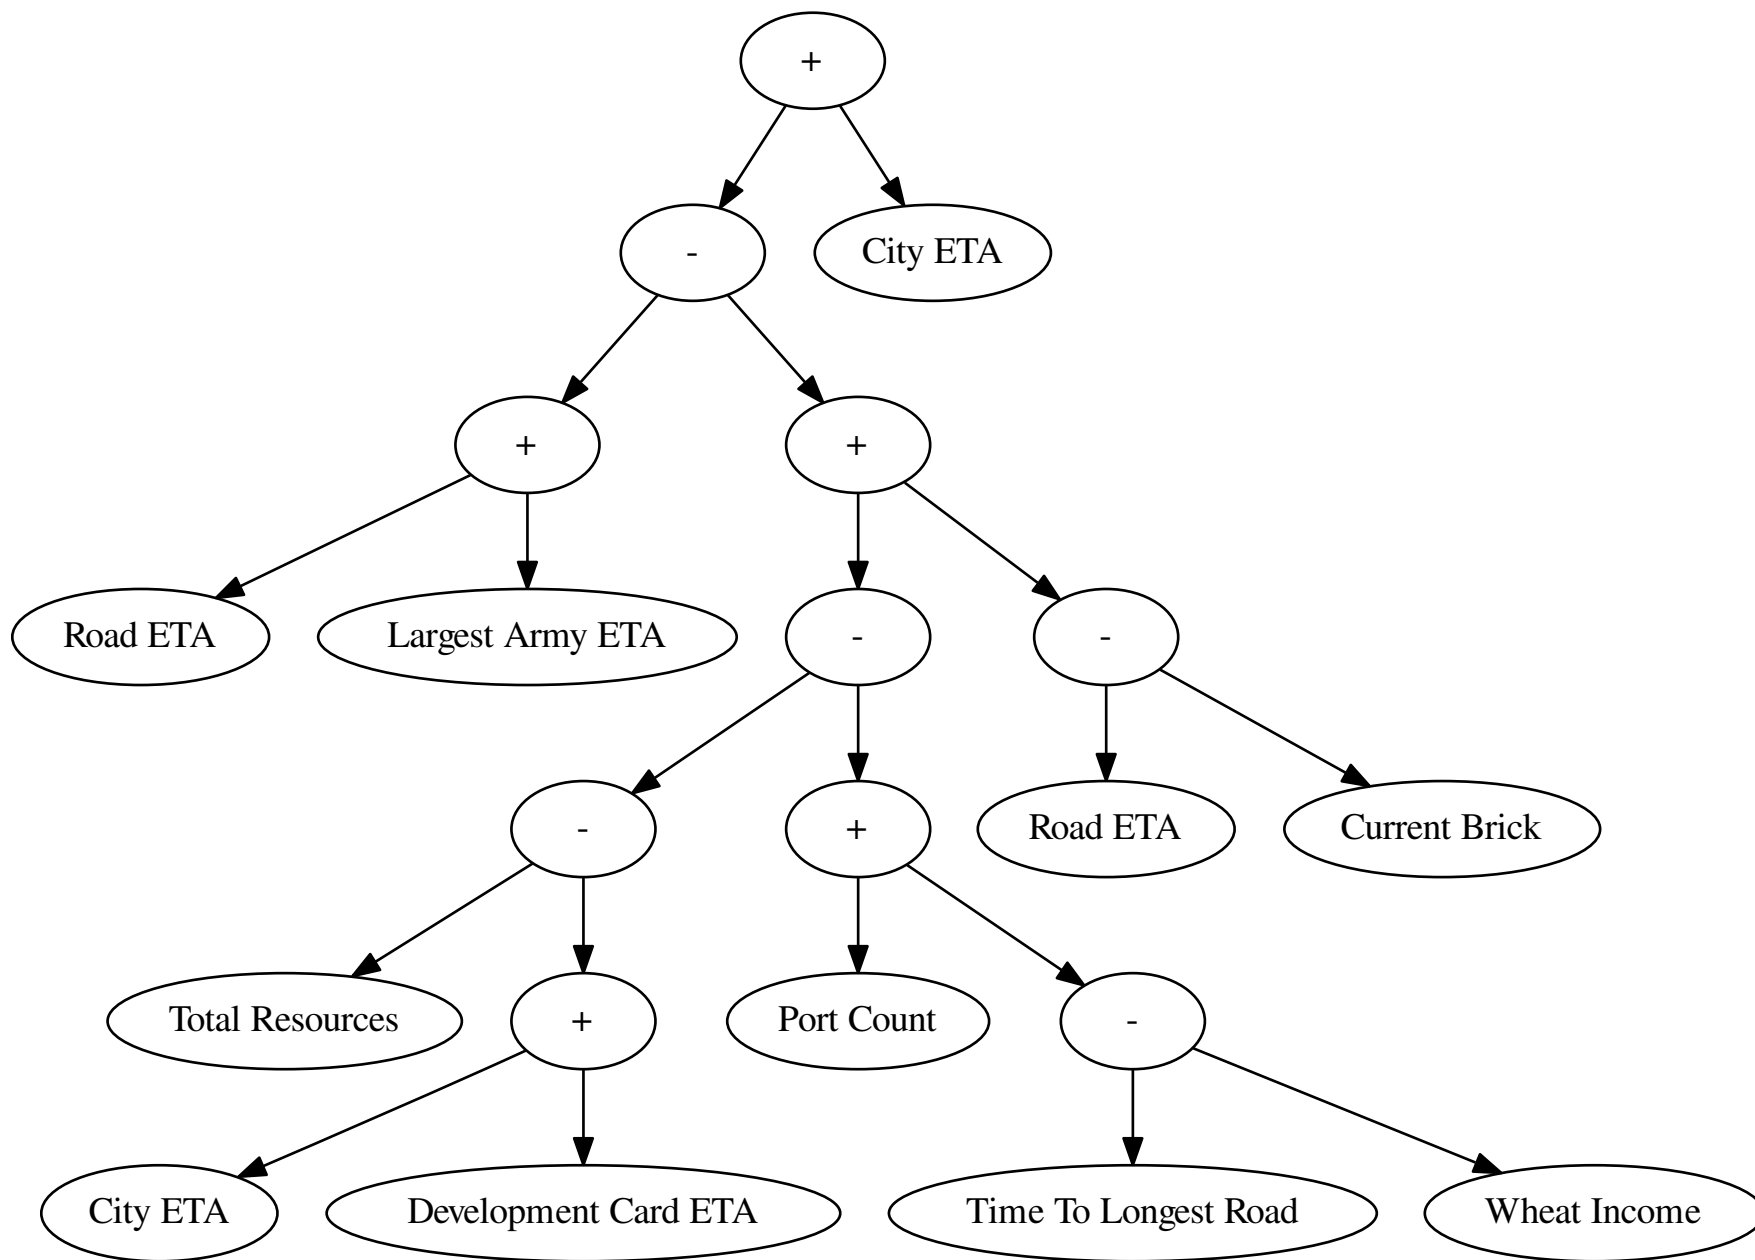 +
-
City ETA
+
+
Road ETA
Largest Army ETA
-
-
-
+
Road ETA
Current Brick
Total Resources
+
Port Count
-
City ETA
Development Card ETA
Time To Longest Road
Wheat Income